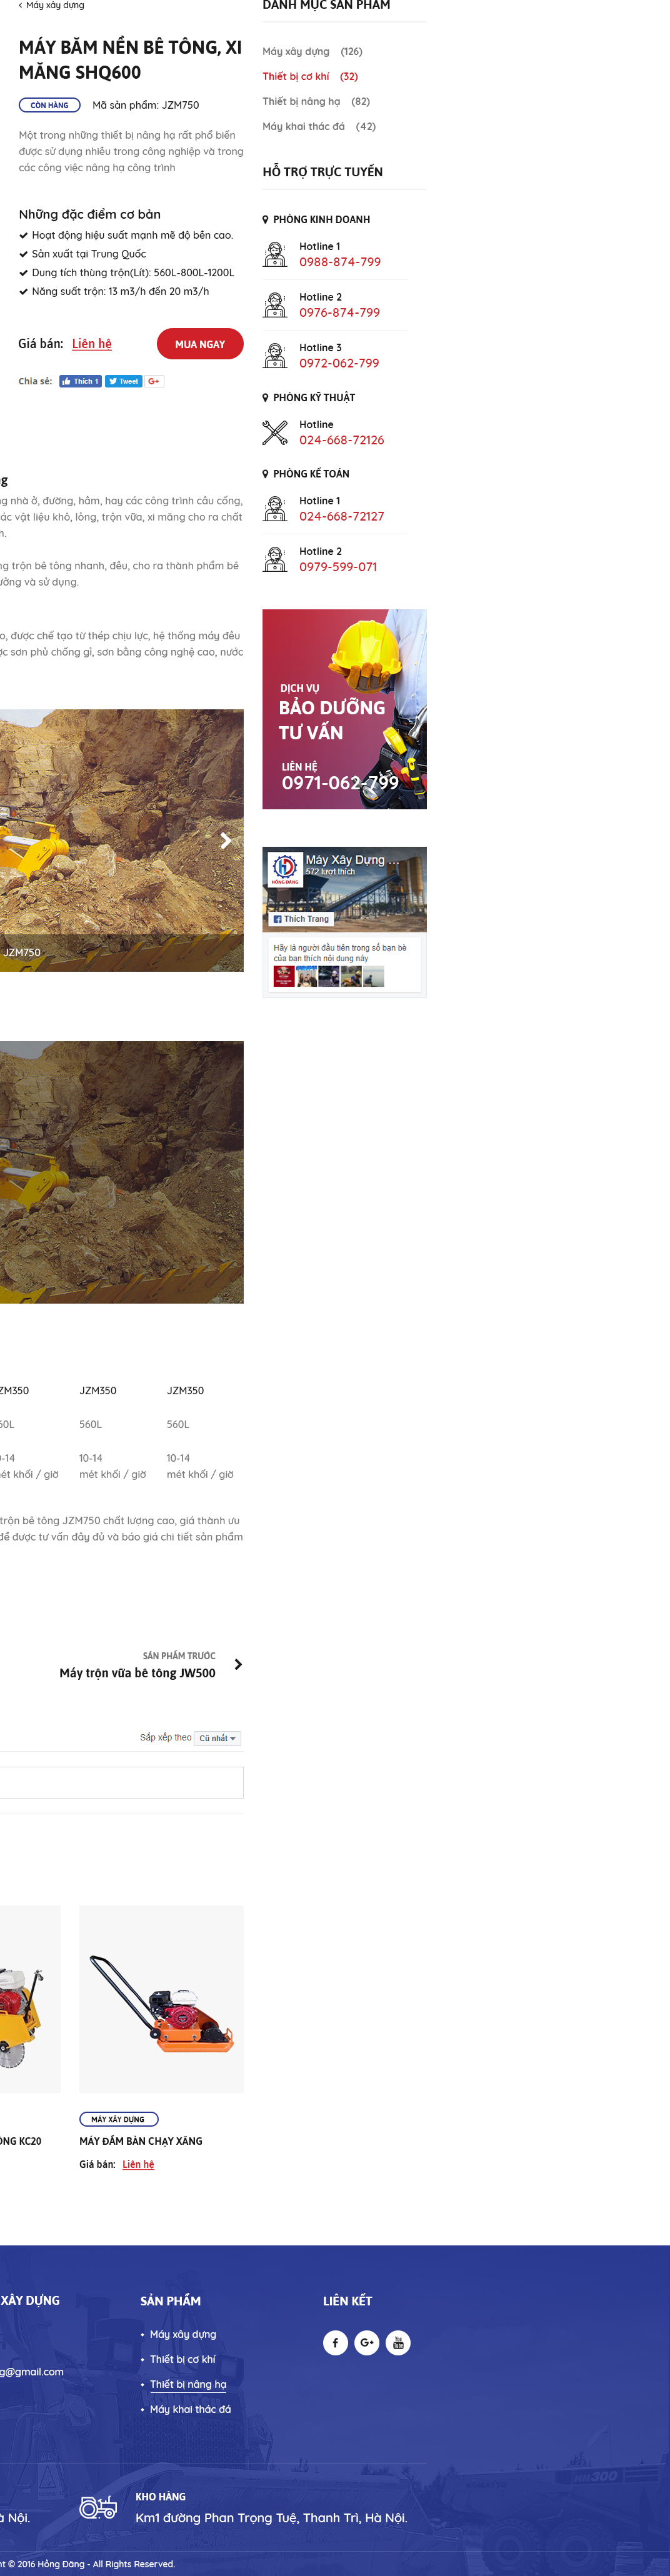 Máy xây dựng
MÁY BĂM NỀN BÊ TÔNG, XI
MĂNG SHQ600
CÒN HÀNG
Mã sản phẩm: JZM750
Một trong những thiết bị nâng hạ rất phổ biến
được sử dụng nhiều trong công nghiệp và trong
các công việc nâng hạ công trình
Những đặc điểm cơ bản
Hoạt động hiệu suất mạnh mẽ độ bền cao.
Sản xuất tại Trung Quốc
Dung tích thùng trộn(Lít): 560L-800L-1200L
Năng suất trộn: 13 m3/h đến 20 m3/h
Giá bán: Liên hệ
MUA NGAY
Chia sẻ: Thích 1 Tweet G+
DANH MỤC SẢN PHẨM
Máy xây dựng (126)
Thiết bị cơ khí (32)
Thiết bị nâng hạ (82)
Máy khai thác đá (42)
HỖ TRỢ TRỰC TUYẾN
PHÒNG KINH DOANH
Hotline 1
0988-874-799
Hotline 2
0976-874-799
Hotline 3
0972-062-799
PHÒNG KỸ THUẬT
Hotline
024-668-72126
PHÒNG KẾ TOÁN
Hotline 1
024-668-72127
Hotline 2
0979-599-071
DỊCH VỤ
BẢO DƯỠNG
TƯ VẤN
LIÊN HỆ
0971-062-799
HỒNG ĐĂNG
Máy Xây Dựng ...
572 lượt thích
Thích Trang
Hãy là người đầu tiên trong số bạn bè
của bạn thích nội dung này
g
g nhà ở, đường, hầm, hay các công trình cầu cống,
ác vật liệu khô, lỏng, trộn vữa, xi măng cho ra chất
n.
ng trộn bê tông nhanh, đều, cho ra thành phẩm bê
ưởng và sử dụng.
o, được chế tạo từ thép chịu lực, hệ thống máy đều
ợc sơn phủ chống gỉ, sơn bằng công nghệ cao, nước
JZM750
ZM350 JZM350 JZM350
60L 560L 560L
0-14 10-14 10-14
mét khối / giờ mét khối / giờ mét khối / giờ
trộn bê tông JZM750 chất lượng cao, giá thành ưu
để được tư vấn đầy đủ và báo giá chi tiết sản phẩm
SẢN PHẨM TRƯỚC
Máy trộn vữa bê tông JW500
Sắp xếp theo Cũ nhất
MÁY XÂY DỰNG
ÔNG KC20
MÁY ĐẦM BÀN CHẠY XĂNG
Giá bán: Liên hệ
XÂY DỰNG
g@gmail.com
SẢN PHẨM
Máy xây dựng
Thiết bị cơ khí
Thiết bị nâng hạ
Máy khai thác đá
LIÊN KẾT
f G+ You Tube
à Nội.
KHO HÀNG
Km1 đường Phan Trọng Tuệ, Thanh Trì, Hà Nội.
300
ht © 2016 Hồng Đăng - All Rights Reserved.